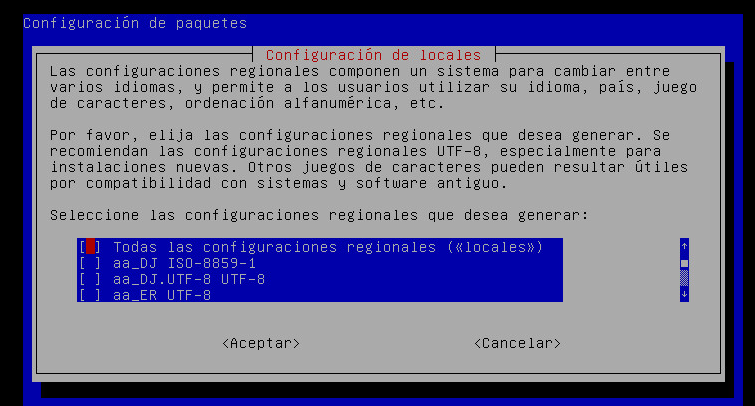 Configuración de paquetes
Configuración de locales
Las configuraciones regionales componen un sistema para cambiar entre
varios idiomas, y permite a los usuarios utilizar su idioma, país, juego
de caracteres, ordenación alfanumérica, etc.
Por favor, elija las configuraciones regionales que desea generar. Se
recomiendan las configuraciones regionales UTF-8, especialmente para
instalaciones nuevas. Otros juegos de caracteres pueden resultar útiles
por compatibilidad con sistemas y software antiguo.
Seleccione las configuraciones regionales que desea generar:
[ ] Todas las configuraciones regionales («locales»)
[ ] aa_DJ ISO-8859-1
[ ] aa_DJ.UTF-8 UTF-8
[ ] aa_ER UTF-8
<Aceptar> <Cancelar>